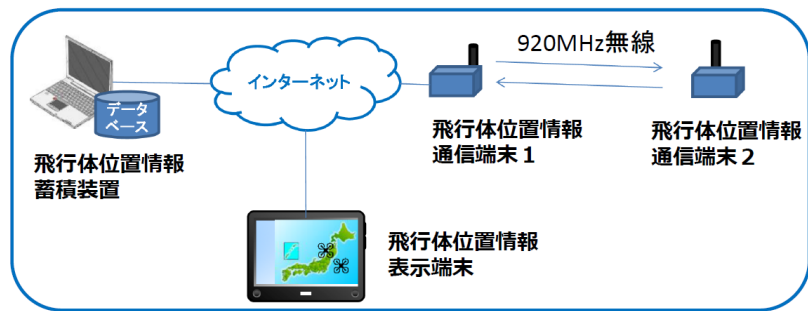 920MHz無線
インターネット
データ
ベース
飛行体位置情報
蓄積装置
飛行体位置情報
通信端末1
飛行体位置情報
通信端末2
飛行体位置情報
表示端末